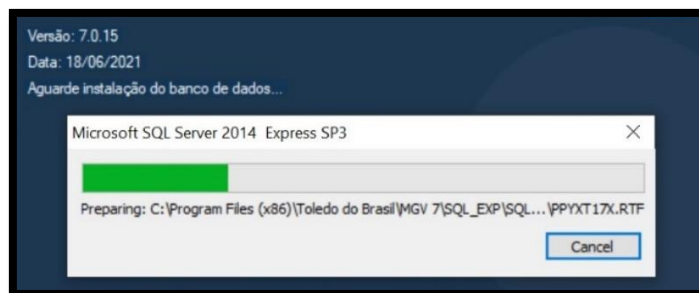 Versão: 7.0.15
Data: 18/06/2021
Aguarde instalação do banco de dados...
Microsoft SQL Server 2014 Express SP3
Preparing: C:\Program Files (x86)\Toledo do Brasil\MGV 7\SQL_EXP\SQL...\PPYXT17X.RTF
Cancel